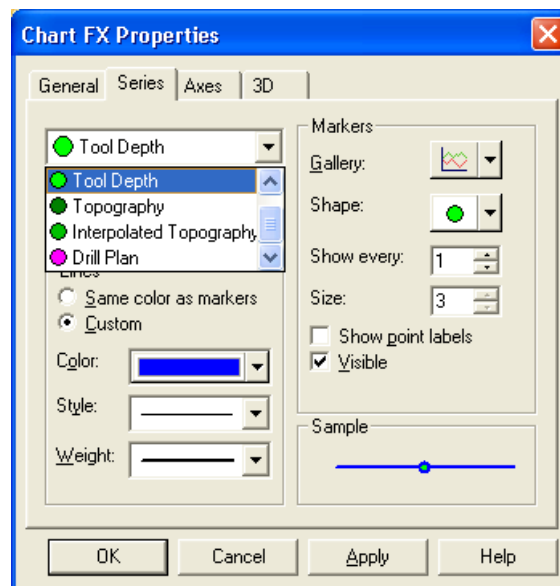 Chart FX Properties
General Series Axes 3D
Tool Depth
Tool Depth
Topography
Interpolated Topography
Drill Plan
Lines
Same color as markers
Custom
Color:
Style:
Weight:
Markers
Gallery:
Shape:
Show every: 1
Size: 3
Show point labels
Visible
Sample
OK Cancel Apply Help